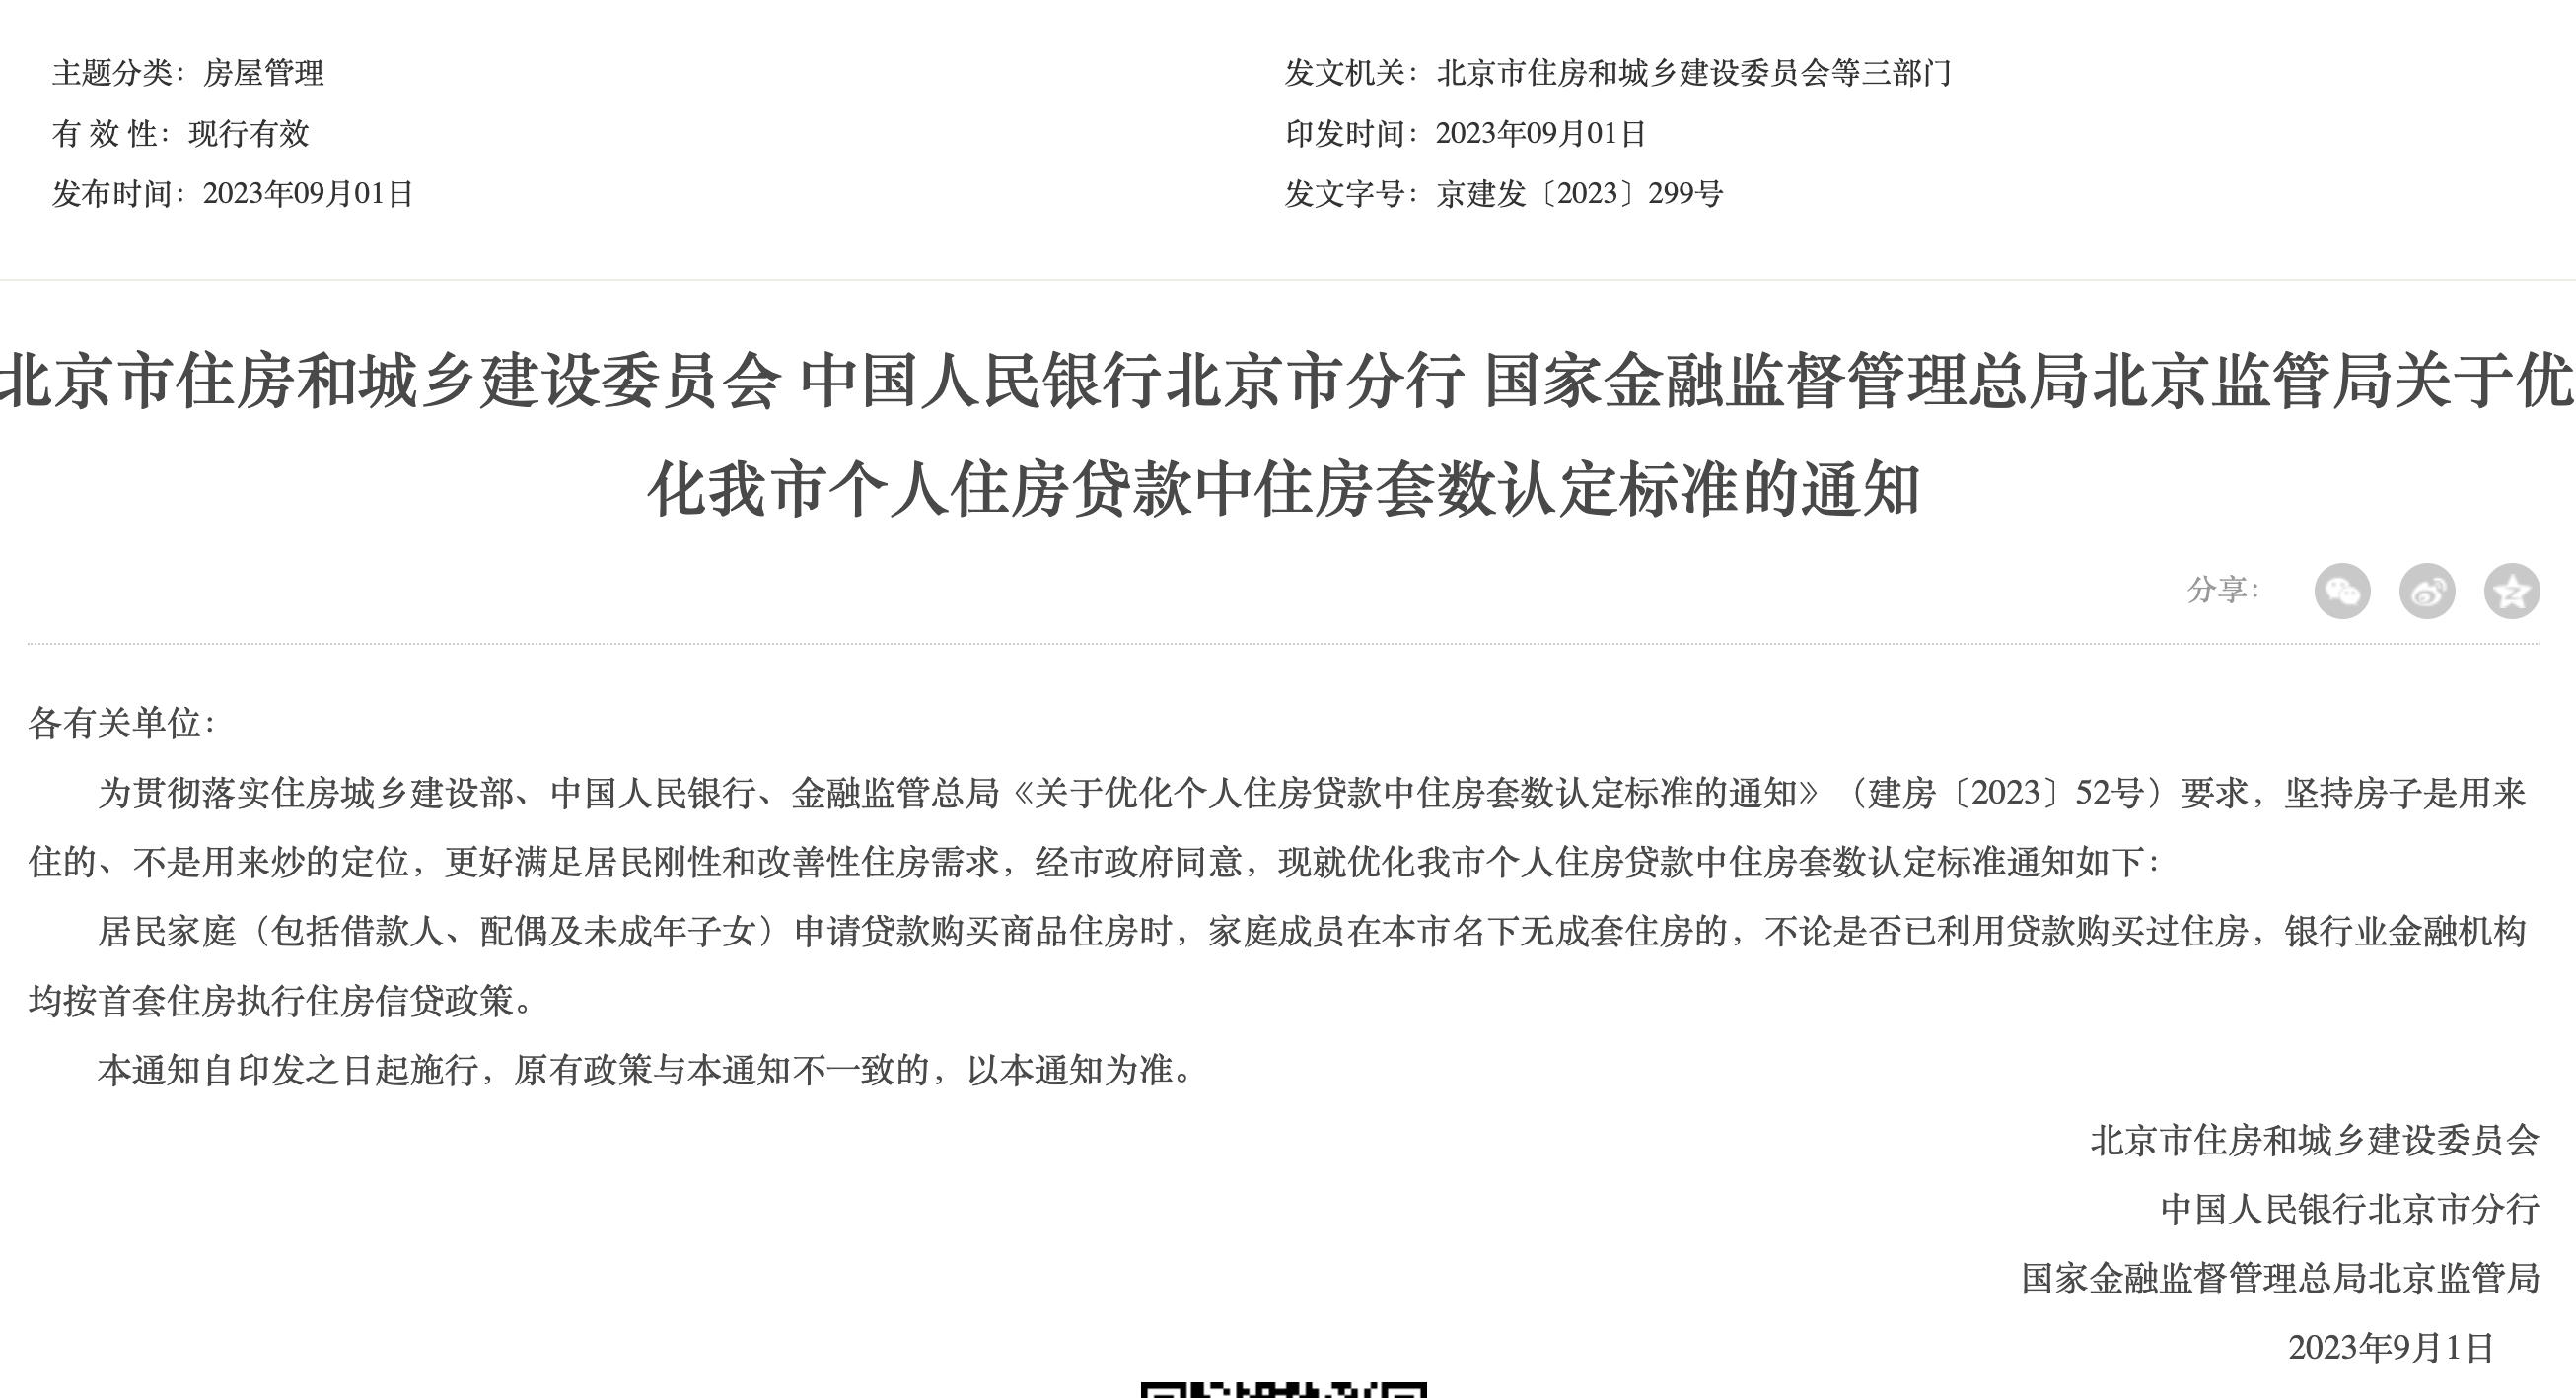 主题分类：房屋管理
发文机关：北京市住房和城乡建设委员会等三部门
有 效 性：现行有效
印发时间：2023年09月01日
发布时间：2023年09月01日
发文字号：京建发〔2023〕299号
北京市住房和城乡建设委员会 中国人民银行北京市分行 国家金融监督管理总局北京监管局关于优
化我市个人住房贷款中住房套数认定标准的通知
分享：
各有关单位：
为贯彻落实住房城乡建设部、中国人民银行、金融监管总局《关于优化个人住房贷款中住房套数认定标准的通知》（建房〔2023〕52号）要求，坚持房子是用来
住的、不是用来炒的定位，更好满足居民刚性和改善性住房需求，经市政府同意，现就优化我市个人住房贷款中住房套数认定标准通知如下：
居民家庭（包括借款人、配偶及未成年子女）申请贷款购买商品住房时，家庭成员在本市名下无成套住房的，不论是否已利用贷款购买过住房，银行业金融机构
均按首套住房执行住房信贷政策。
本通知自印发之日起施行，原有政策与本通知不一致的，以本通知为准。
北京市住房和城乡建设委员会
中国人民银行北京市分行
国家金融监督管理总局北京监管局
2023年9月1日